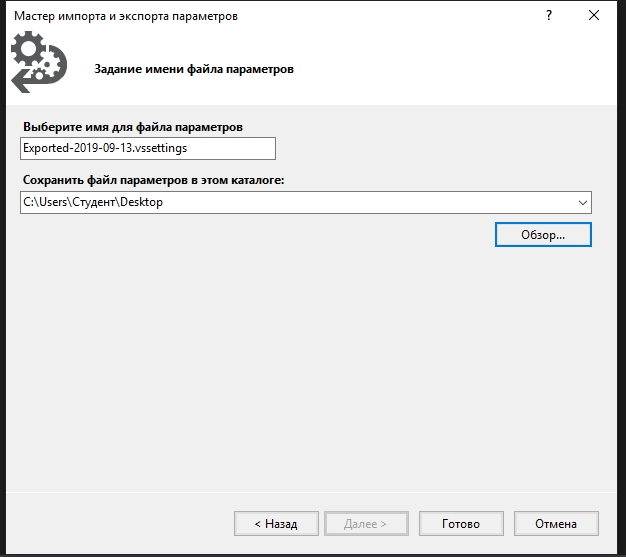 Мастер импорта и экспорта параметров
?
Задание имени файла параметров
Выберите имя для файла параметров
Exported-2019-09-13.vssettings
Сохранить файл параметров в этом каталоге:
C:\Users\Студент\Desktop
Обзор...
< Назад
Далее >
Готово
Отмена